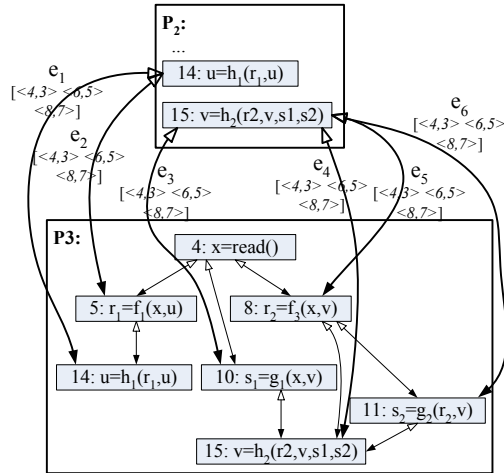 P₂:
...
14: u=h₁(r₁,u)
15: v=h₂(r2,v,s1,s2)
e₁
[<4,3> <6,5>
<8,7>]
e₂
[<4,3> <6,5>
<8,7>]
e₃
[<4,3> <6,5>
<8,7>]
e₄
[<4,3> <6,5>
<8,7>]
e₅
[<4,3> <6,5>
<8,7>]
e₆
[<4,3> <6,5>
<8,7>]
P3:
4: x=read()
5: r₁=f₁(x,u)
8: r₂=f₃(x,v)
14: u=h₁(r₁,u)
10: s₁=g₁(x,v)
11: s₂=g₂(r₂,v)
15: v=h₂(r2,v,s1,s2)